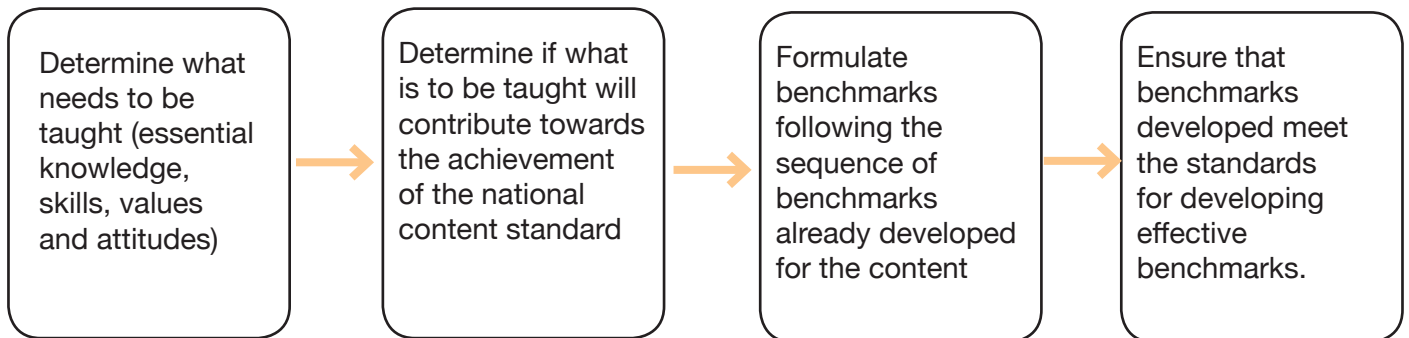 Determine what
needs to be
taught (essential
knowledge,
skills, values
and attitudes)
Determine if what
is to be taught will
contribute towards
the achievement
of the national
content standard
Formulate
benchmarks
following the
sequence of
benchmarks
already developed
for the content
Ensure that
benchmarks
developed meet
the standards
for developing
effective
benchmarks.